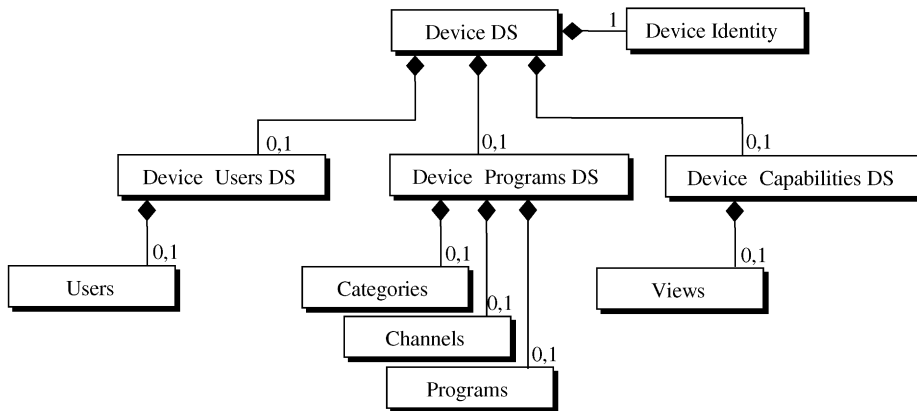 Device DS
1
Device Identity
0,1
0,1
0,1
Device Users DS
Device Programs DS
Device Capabilities DS
0,1
0,1
0,1
Users
Categories
Views
0,1
Channels
0,1
Programs